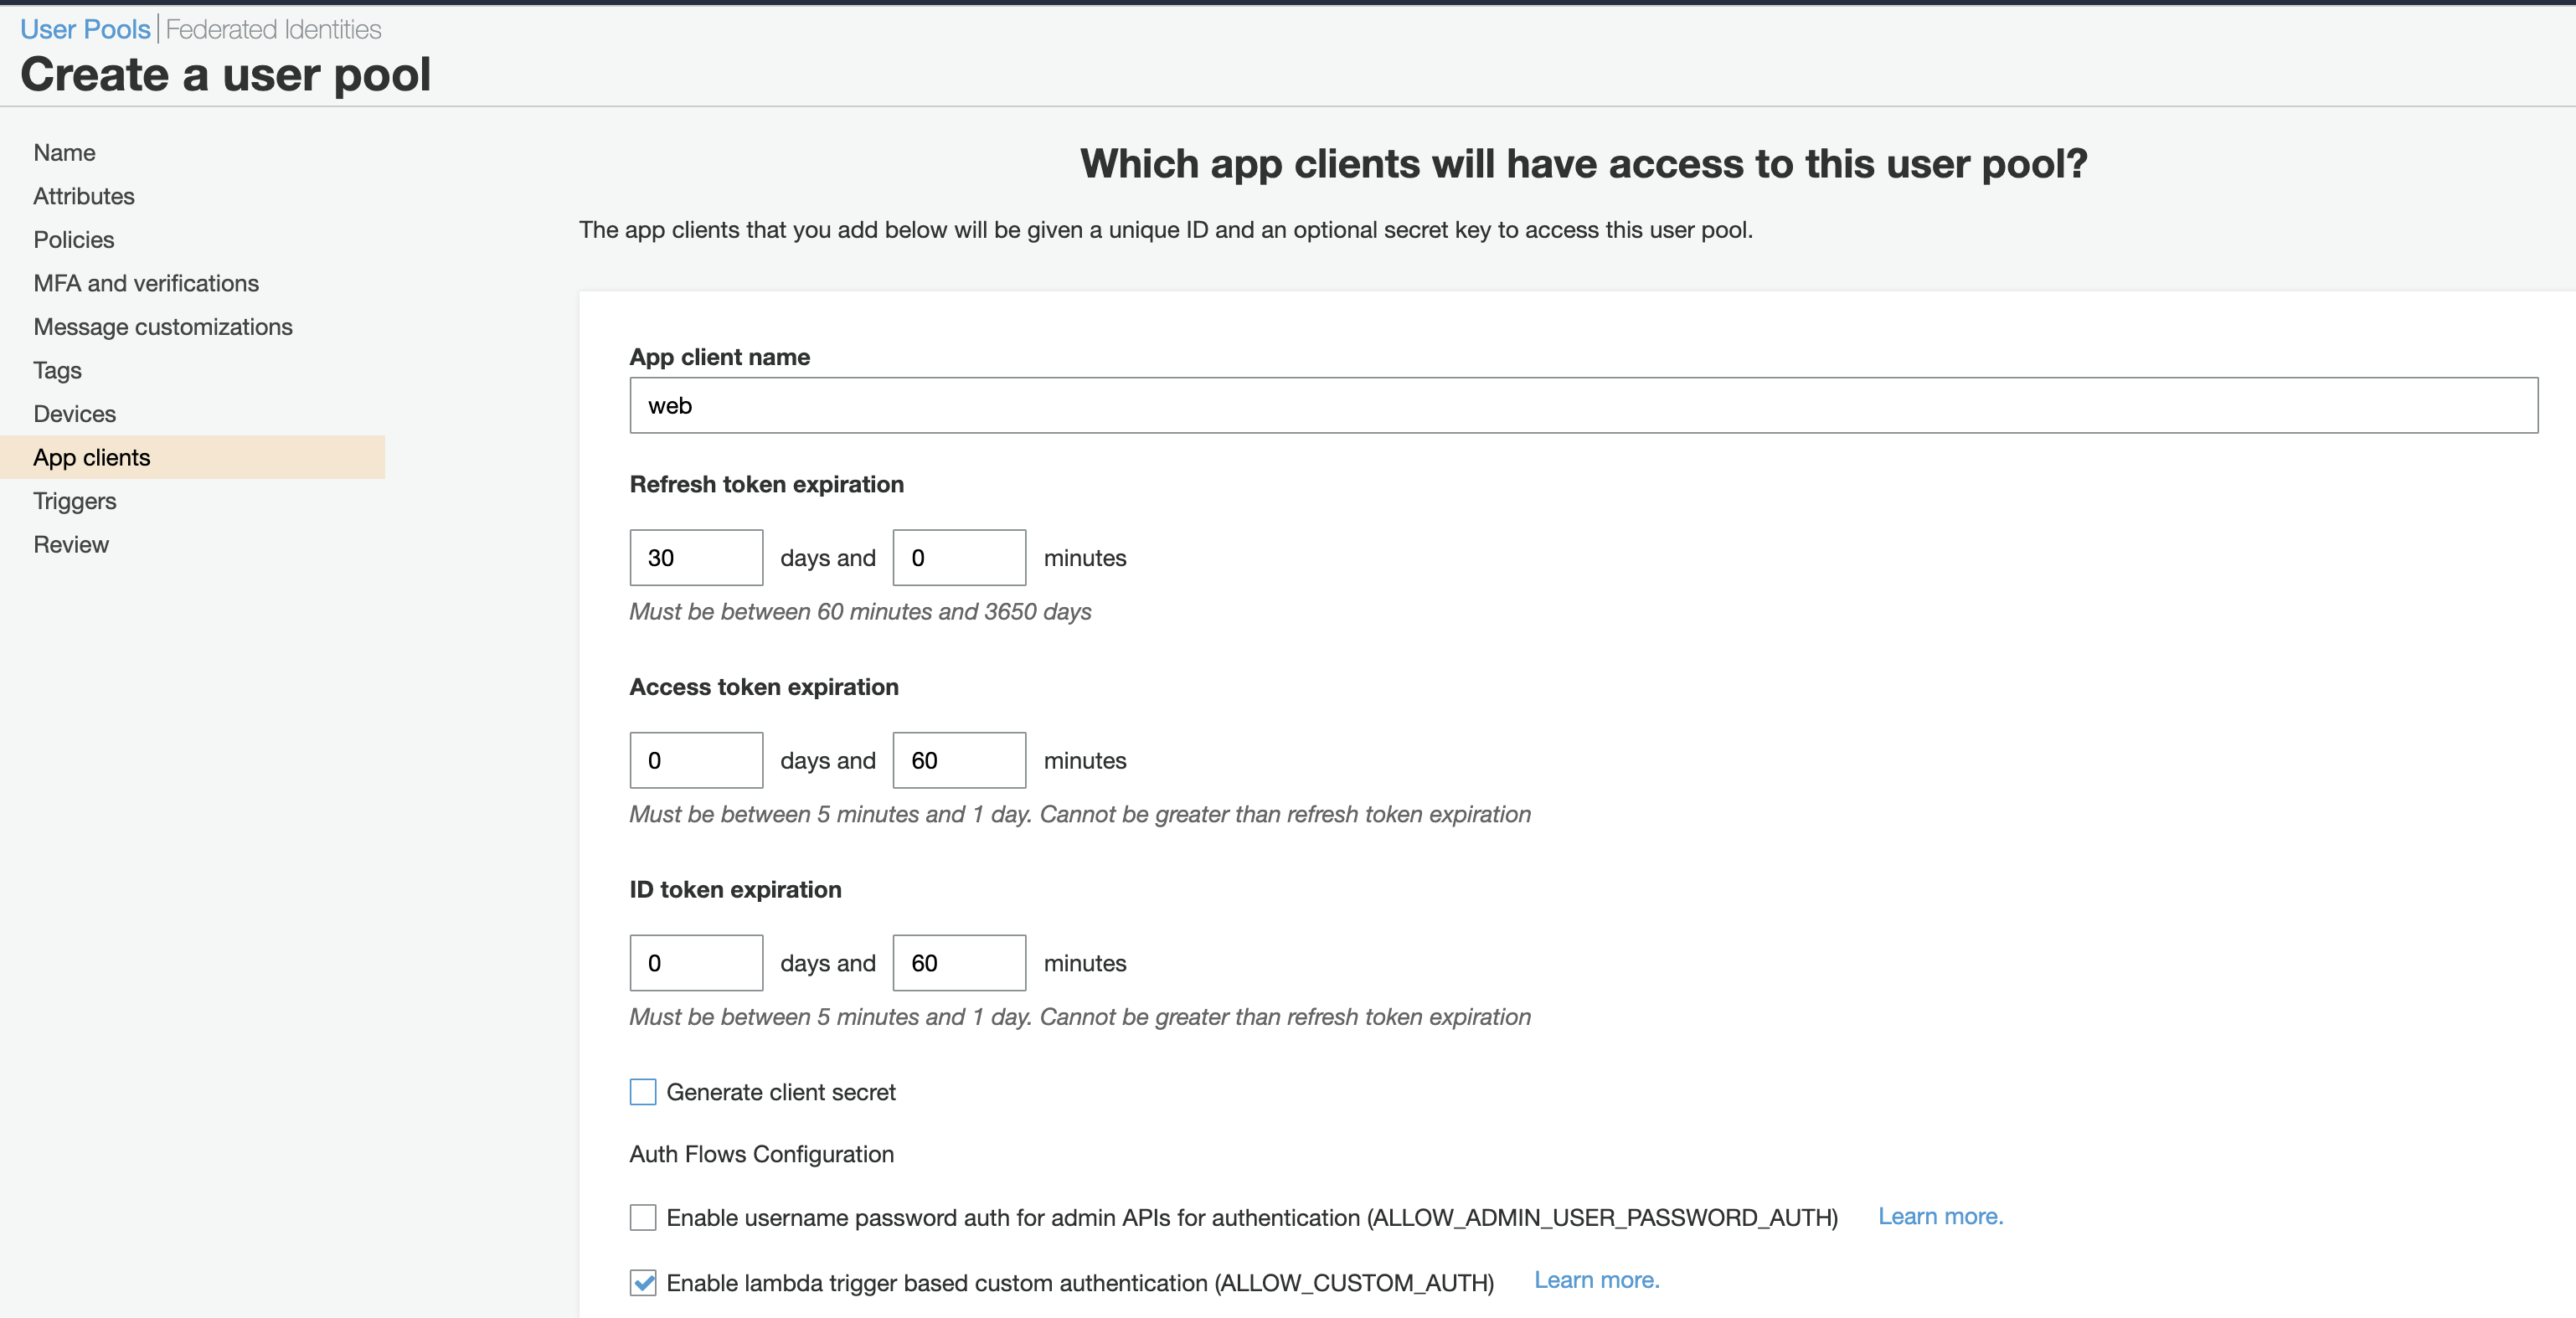 User Pools | Federated Identities
Create a user pool
Name
Attributes
Policies
MFA and verifications
Message customizations
Tags
Devices
App clients
Triggers
Review
Which app clients will have access to this user pool?
The app clients that you add below will be given a unique ID and an optional secret key to access this user pool.
App client name
web
Refresh token expiration
30 days and 0 minutes
Must be between 60 minutes and 3650 days
Access token expiration
0 days and 60 minutes
Must be between 5 minutes and 1 day. Cannot be greater than refresh token expiration
ID token expiration
0 days and 60 minutes
Must be between 5 minutes and 1 day. Cannot be greater than refresh token expiration
Generate client secret
Auth Flows Configuration
Enable username password auth for admin APIs for authentication (ALLOW_ADMIN_USER_PASSWORD_AUTH) Learn more.
Enable lambda trigger based custom authentication (ALLOW_CUSTOM_AUTH) Learn more.